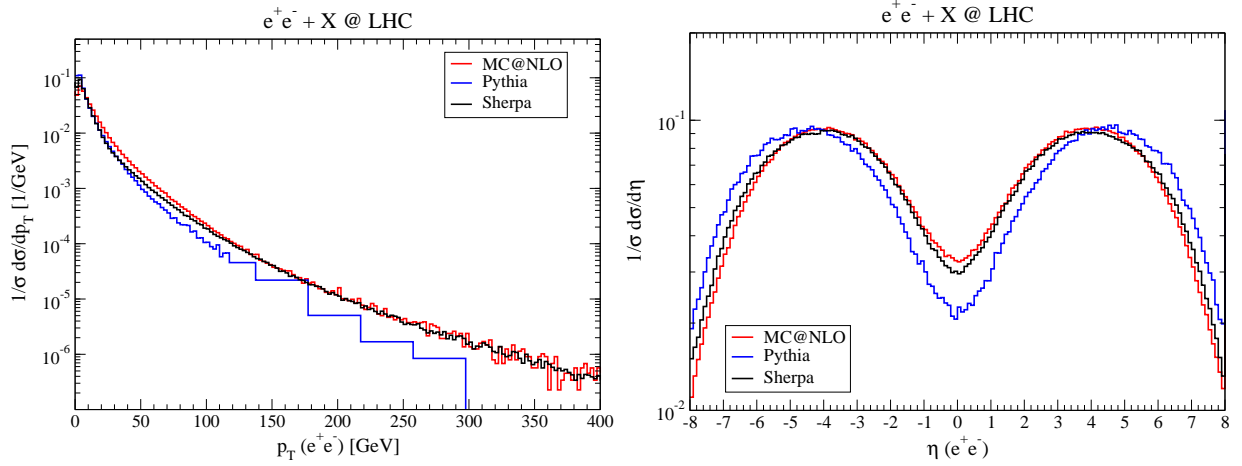 e⁺e⁻ + X @ LHC
MC@NLO
Pythia
Sherpa
10⁻¹
10⁻²
10⁻³
10⁻⁴
10⁻⁵
10⁻⁶
1/σ dσ/dp_T [1/GeV]
0 50 100 150 200 250 300 350 400
p_T (e⁺e⁻) [GeV]
e⁺e⁻ + X @ LHC
10⁻¹
10⁻²
1/σ dσ/dη
MC@NLO
Pythia
Sherpa
-8 -7 -6 -5 -4 -3 -2 -1 0 1 2 3 4 5 6 7 8
η (e⁺e⁻)